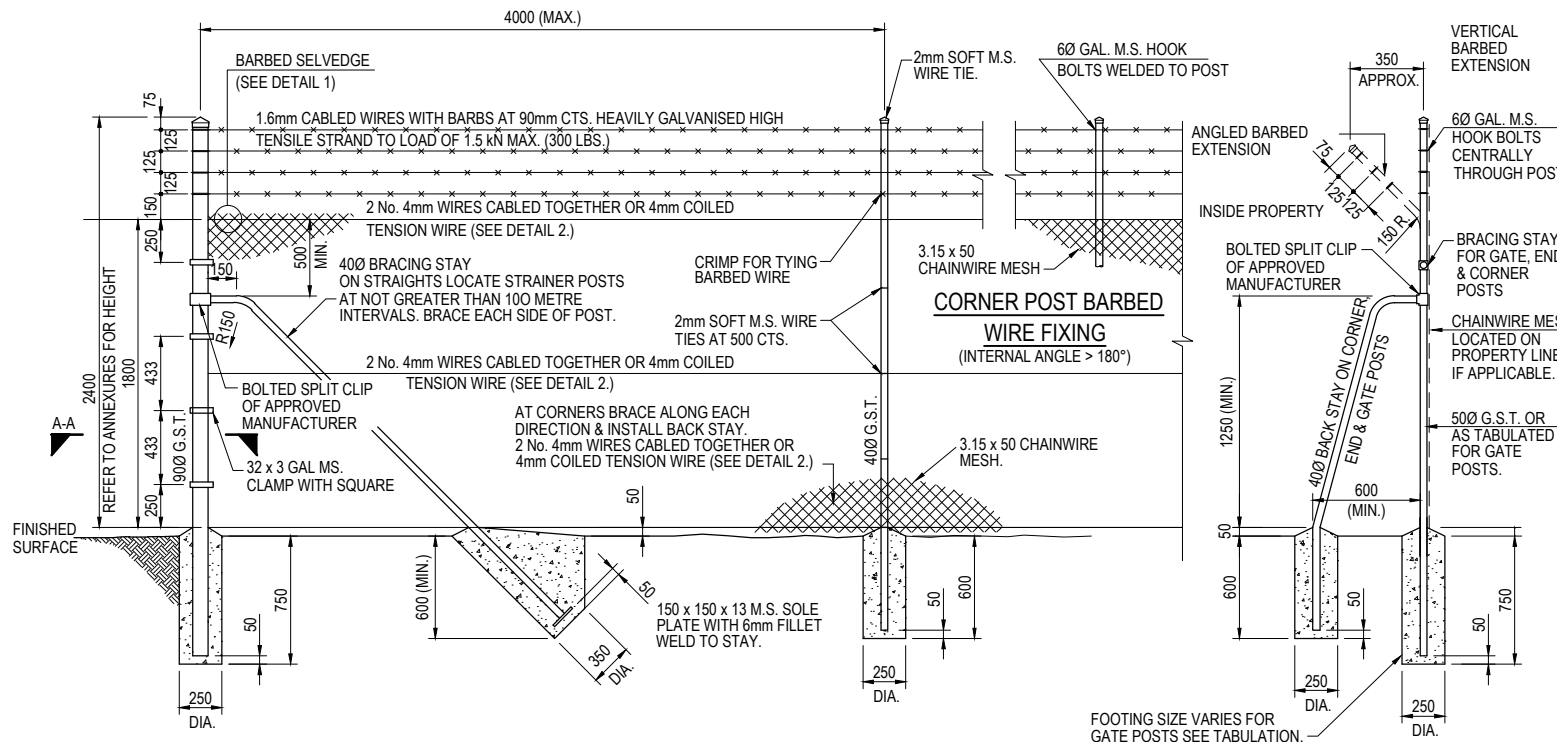 4000 (MAX.)
BARBED SELVEDGE
(SEE DETAIL 1)
2mm SOFT M.S.
WIRE TIE.
6Ø GAL. M.S. HOOK
BOLTS WELDED TO POST
350
APPROX.
VERTICAL
BARBED
EXTENSION
75
125
125
125
150
250
1.6mm CABLED WIRES WITH BARBS AT 90mm CTS. HEAVILY GALVANISED HIGH
TENSILE STRAND TO LOAD OF 1.5 kN MAX. (300 LBS.)
ANGLED BARBED
EXTENSION
6Ø GAL. M.S.
HOOK BOLTS
CENTRALLY
THROUGH POST
75
125
125
150 R.
2 No. 4mm WIRES CABLED TOGETHER OR 4mm COILED
TENSION WIRE (SEE DETAIL 2.)
INSIDE PROPERTY
500
MIN.
150
40Ø BRACING STAY
ON STRAIGHTS LOCATE STRAINER POSTS
AT NOT GREATER THAN 100 METRE
INTERVALS. BRACE EACH SIDE OF POST.
R150
CRIMP FOR TYING
BARBED WIRE
3.15 x 50
CHAINWIRE MESH
BOLTED SPLIT CLIP
OF APPROVED
MANUFACTURER
BRACING STAY
FOR GATE, END
& CORNER
POSTS
CORNER POST BARBED
WIRE FIXING
(INTERNAL ANGLE > 180°)
2mm SOFT M.S. WIRE
TIES AT 500 CTS.
CHAINWIRE MESH
LOCATED ON
PROPERTY LINE
IF APPLICABLE.
2400
REFER TO ANNEXURES FOR HEIGHT
1800
433
433
250
90Ø G.S.T.
2 No. 4mm WIRES CABLED TOGETHER OR 4mm COILED
TENSION WIRE (SEE DETAIL 2.)
BOLTED SPLIT CLIP
OF APPROVED
MANUFACTURER
A-A
AT CORNERS BRACE ALONG EACH
DIRECTION & INSTALL BACK STAY.
2 No. 4mm WIRES CABLED TOGETHER OR
4mm COILED TENSION WIRE (SEE DETAIL 2.)
40Ø G.S.T.
3.15 x 50 CHAINWIRE
MESH.
32 x 3 GAL MS.
CLAMP WITH SQUARE
1250 (MIN.)
40Ø BACK STAY ON CORNER,
END & GATE POSTS
50Ø G.S.T. OR
AS TABULATED
FOR GATE
POSTS.
600
(MIN.)
FINISHED
SURFACE
50
50
750
50
250
DIA.
600 (MIN.)
50
350
DIA.
150 x 150 x 13 M.S. SOLE
PLATE WITH 6mm FILLET
WELD TO STAY.
50
600
250
DIA.
600
50
250
DIA.
750
50
250
DIA.
FOOTING SIZE VARIES FOR
GATE POSTS SEE TABULATION.